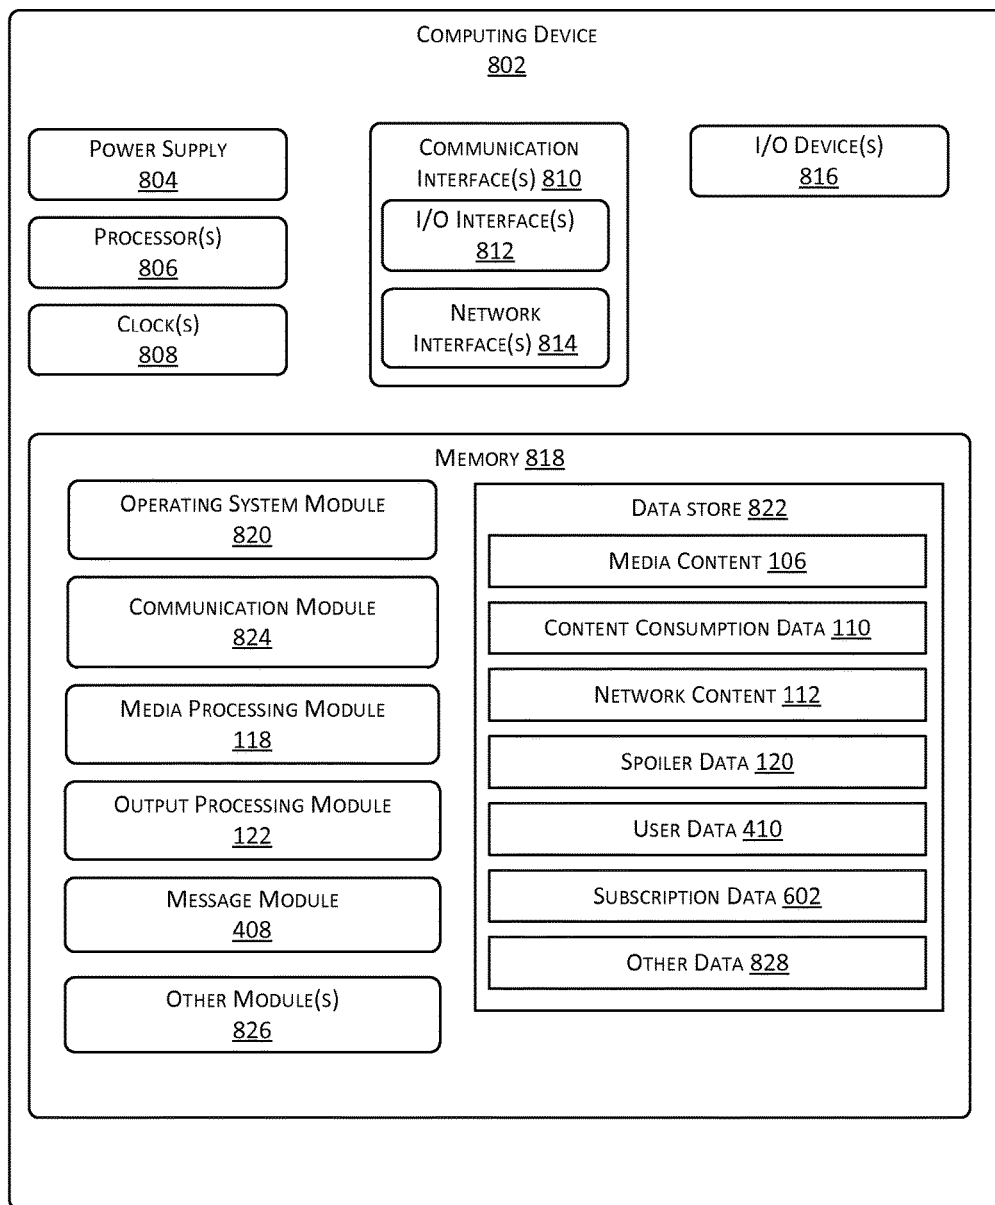 COMPUTING DEVICE
802
POWER SUPPLY
804
PROCESSOR(S)
806
CLOCK(S)
808
COMMUNICATION
INTERFACE(S) 810
I/O INTERFACE(S)
812
NETWORK
INTERFACE(S) 814
I/O DEVICE(S)
816
MEMORY 818
OPERATING SYSTEM MODULE
820
COMMUNICATION MODULE
824
MEDIA PROCESSING MODULE
118
OUTPUT PROCESSING MODULE
122
MESSAGE MODULE
408
OTHER MODULE(S)
826
DATA STORE 822
MEDIA CONTENT 106
CONTENT CONSUMPTION DATA 110
NETWORK CONTENT 112
SPOILER DATA 120
USER DATA 410
SUBSCRIPTION DATA 602
OTHER DATA 828